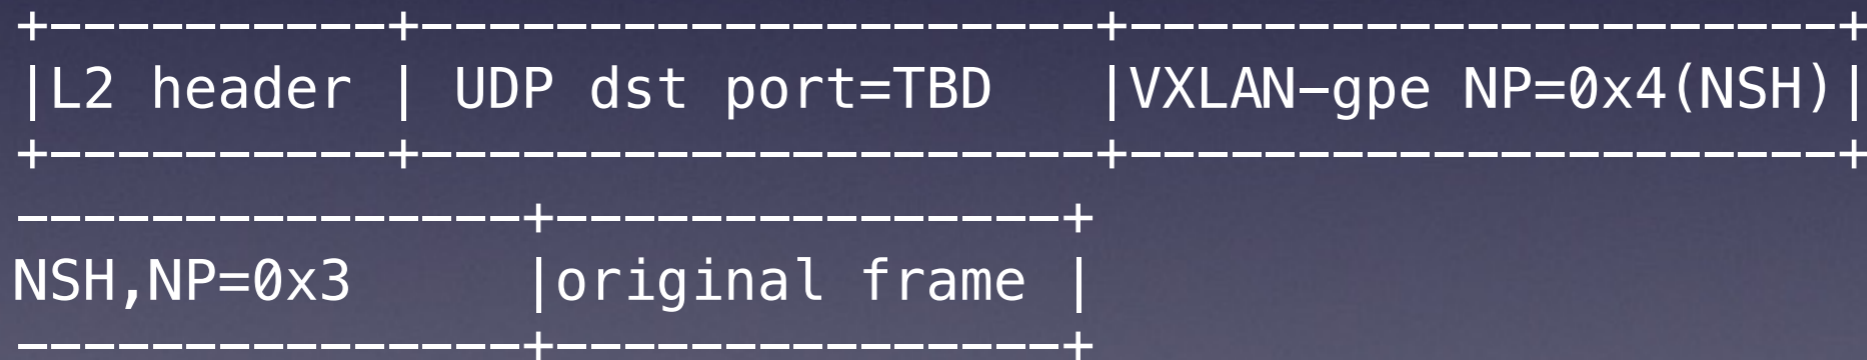 +----------+--------------------+---------------------+
|L2 header | UDP dst port=TBD   |VXLAN-gpe NP=0x4(NSH)|
+----------+--------------------+---------------------+
---------------+---------------+
NSH,NP=0x3     |original frame |
---------------+---------------+